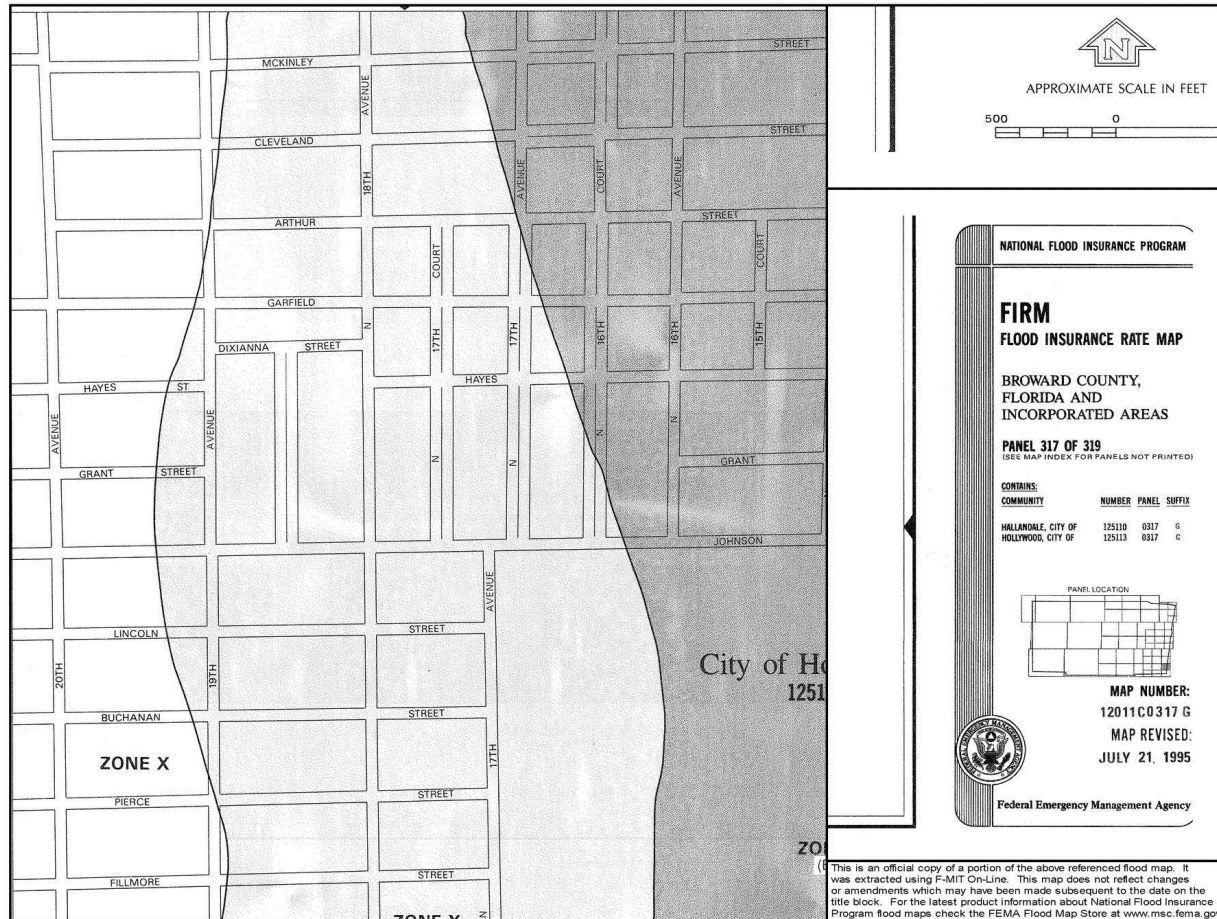 STREET
MCKINLEY
AVENUE
STREET
CLEVELAND
AVENUE
COURT
AVENUE
18TH
STREET
ARTHUR
COURT
COURT
GARFIELD
N
17TH
17TH
16TH
16TH
15TH
DIXIANNA STREET
HAYES
HAYES ST.
AVENUE
AVENUE
N
N
N
N
GRANT
GRANT STREET
JOHNSON
AVENUE
STREET
LINCOLN
City of Ho
1251
20TH
19TH
STREET
BUCHANAN
17TH
ZONE X
STREET
PIERCE
ZO
STREET
FILLMORE
N
ZONE X
N
APPROXIMATE SCALE IN FEET
500 0
NATIONAL FLOOD INSURANCE PROGRAM
FIRM
FLOOD INSURANCE RATE MAP
BROWARD COUNTY,
FLORIDA AND
INCORPORATED AREAS
PANEL 317 OF 319
(SEE MAP INDEX FOR PANELS NOT PRINTED)
CONTAINS:
COMMUNITY NUMBER PANEL SUFFIX
HALLANDALE, CITY OF 125110 0317 G
HOLLYWOOD, CITY OF 125113 0317 G
PANEL LOCATION
MAP NUMBER:
12011C0317 G
MAP REVISED:
JULY 21, 1995
Federal Emergency Management Agency
This is an official copy of a portion of the above referenced flood map. It
was extracted using F-MIT On-Line. This map does not reflect changes
or amendments which may have been made subsequent to the date on the
title block. For the latest product information about National Flood Insurance
Program flood maps check the FEMA Flood Map Store at www.msc.fema.go